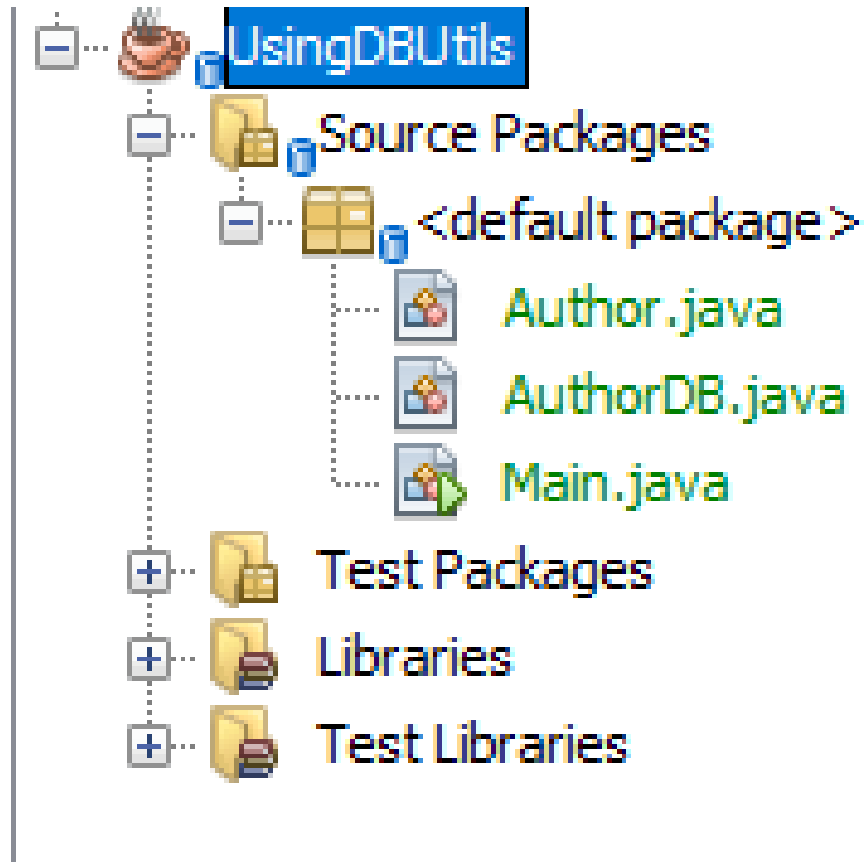 UsingDBUtils
Source Packages
<default package>
Author.java
AuthorDB.java
Main.java
Test Packages
Libraries
Test Libraries